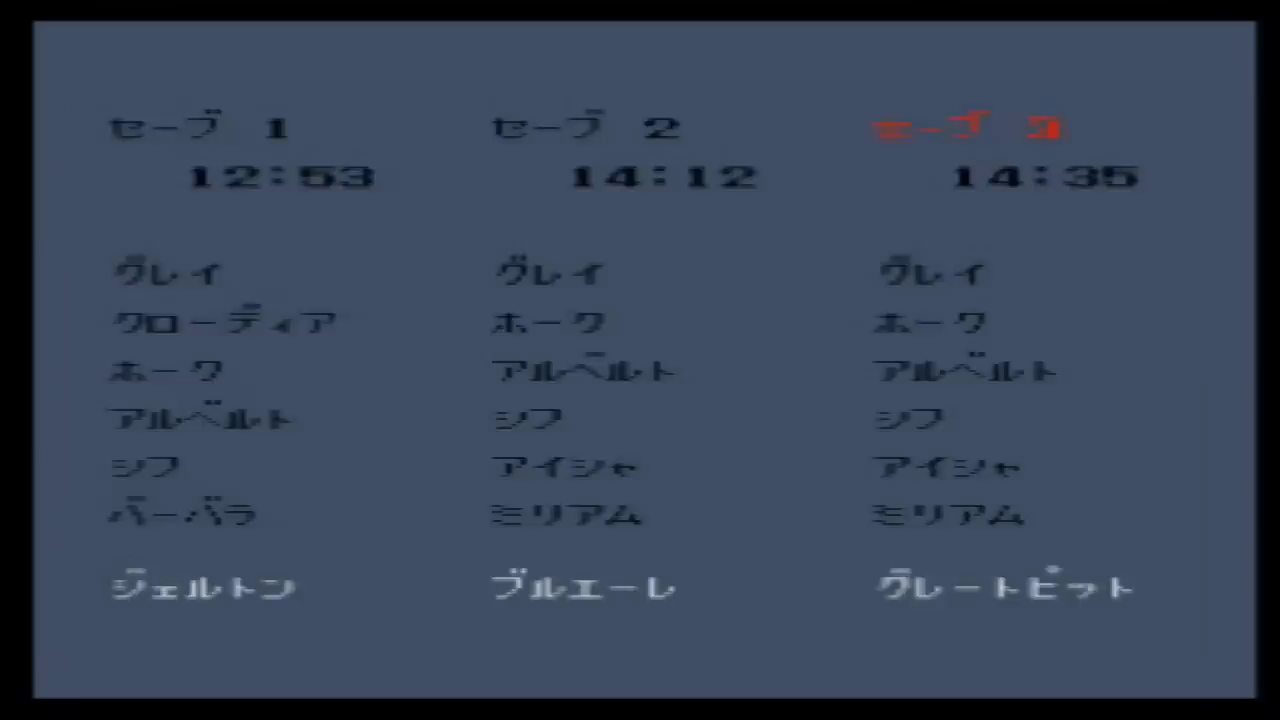 セーブ 1 セーブ 2 セーブ 3
12:53 14:12 14:35
グレイ グレイ グレイ
クローディア ホーク ホーク
ホーク アルベルト アルベルト
アルベルト シフ シフ
シフ アイシャ アイシャ
バーバラ ミリアム ミリアム
ジェルトン ブルエーレ グレートピット